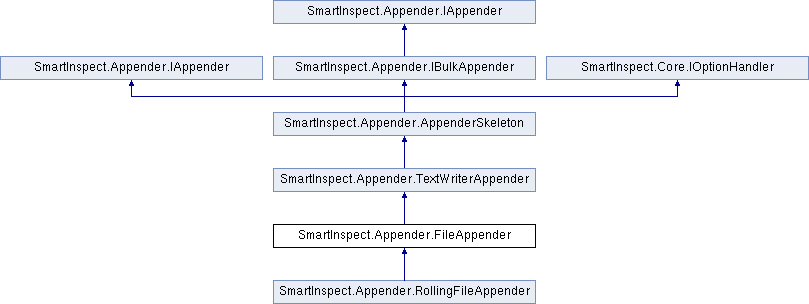 SmartInspect.Appender.IAppender
SmartInspect.Appender.IAppender
SmartInspect.Appender.IBulkAppender
SmartInspect.Core.IOptionHandler
SmartInspect.Appender.AppenderSkeleton
SmartInspect.Appender.TextWriterAppender
SmartInspect.Appender.FileAppender
SmartInspect.Appender.RollingFileAppender